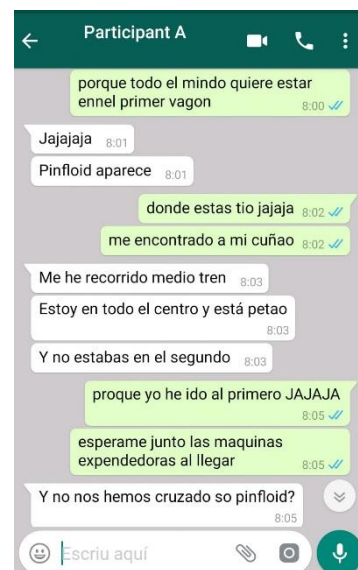 Participant A
porque todo el mindo quiere estar
ennel primer vagon
8:00
Jajajaja 8:01
Pinfloid aparece 8:01
donde estas tio jajaja 8:02
me encontrado a mi cuñao 8:02
Me he recorrido medio tren 8:03
Estoy en todo el centro y está petao
8:03
Y no estabas en el segundo 8:03
proque yo he ido al primero JAJAJA
8:05
esperame junto las maquinas
expendedoras al llegar 8:05
Y no nos hemos cruzado so pinfloid?
8:05
Escriu aquí